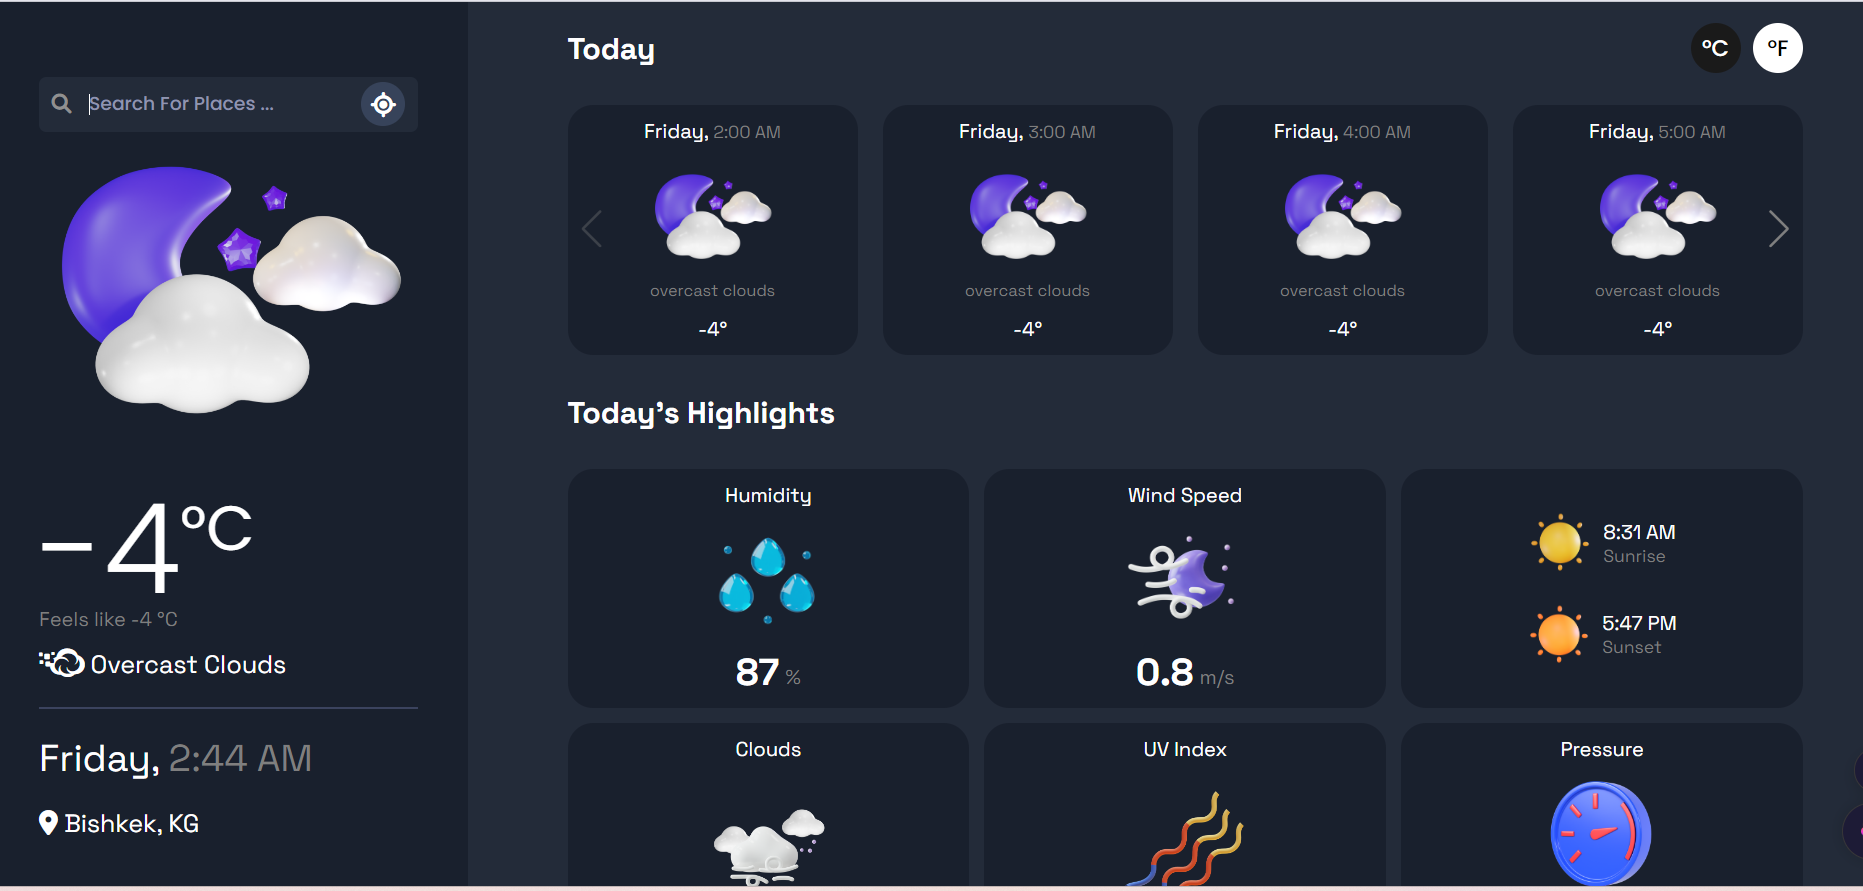 Search For Places ...
–4°C
Feels like -4 °C
Overcast Clouds
Friday, 2:44 AM
Bishkek, KG
Today
°C
°F
Friday, 2:00 AM
overcast clouds
-4°
Friday, 3:00 AM
overcast clouds
-4°
Friday, 4:00 AM
overcast clouds
-4°
Friday, 5:00 AM
overcast clouds
-4°
Today's Highlights
Humidity
87 %
Wind Speed
0.8 m/s
8:31 AM
Sunrise
5:47 PM
Sunset
Clouds
UV Index
Pressure